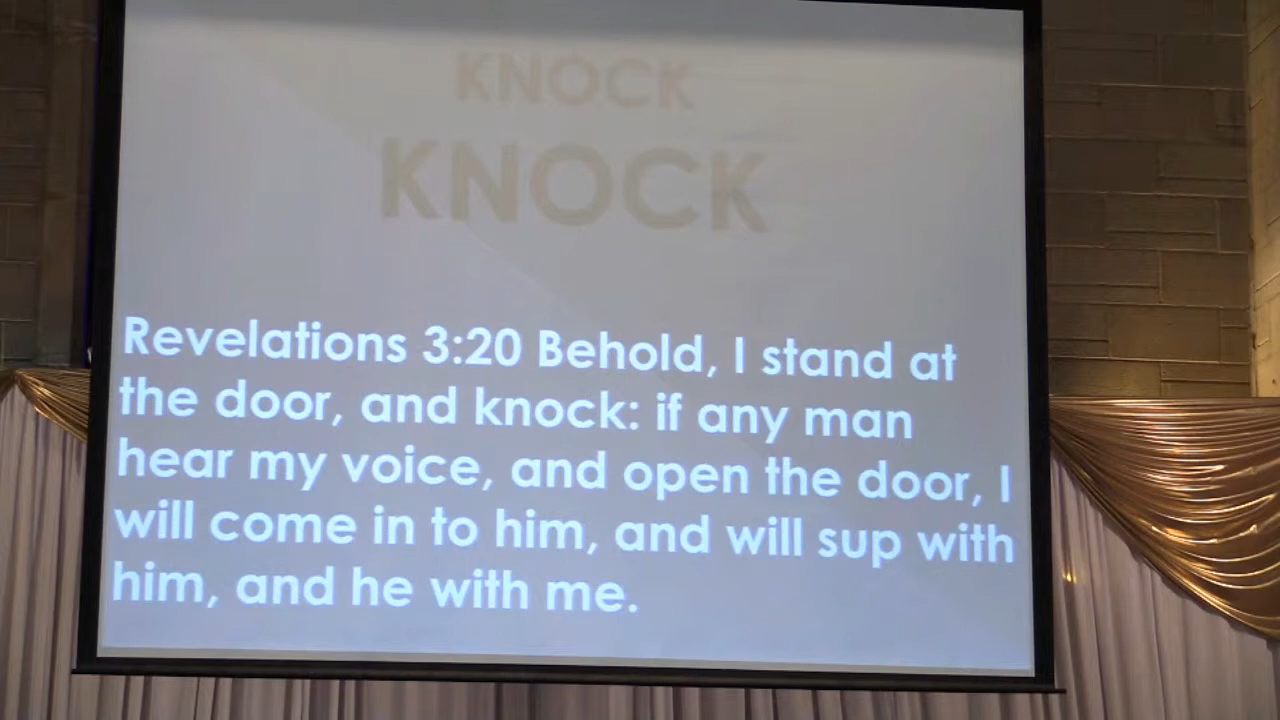 KNOCK
KNOCK
Revelations 3:20 Behold, I stand at
the door, and knock: if any man
hear my voice, and open the door, I
will come in to him, and will sup with
him, and he with me.